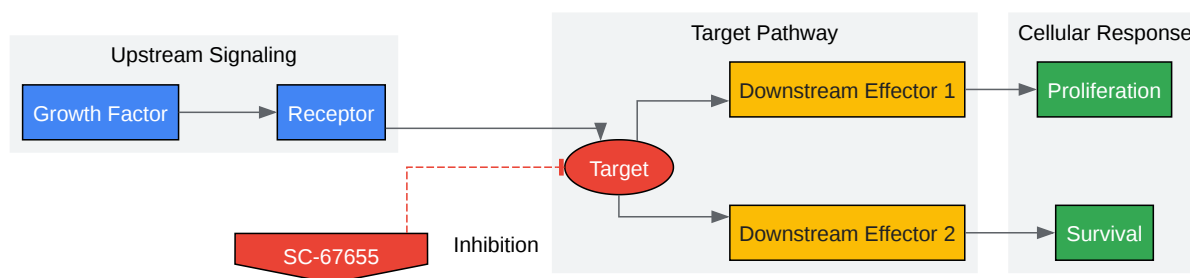 Upstream Signaling
Growth Factor
Receptor
Target Pathway
Target
Downstream Effector 1
Downstream Effector 2
Cellular Response
Proliferation
Survival
SC-67655
Inhibition